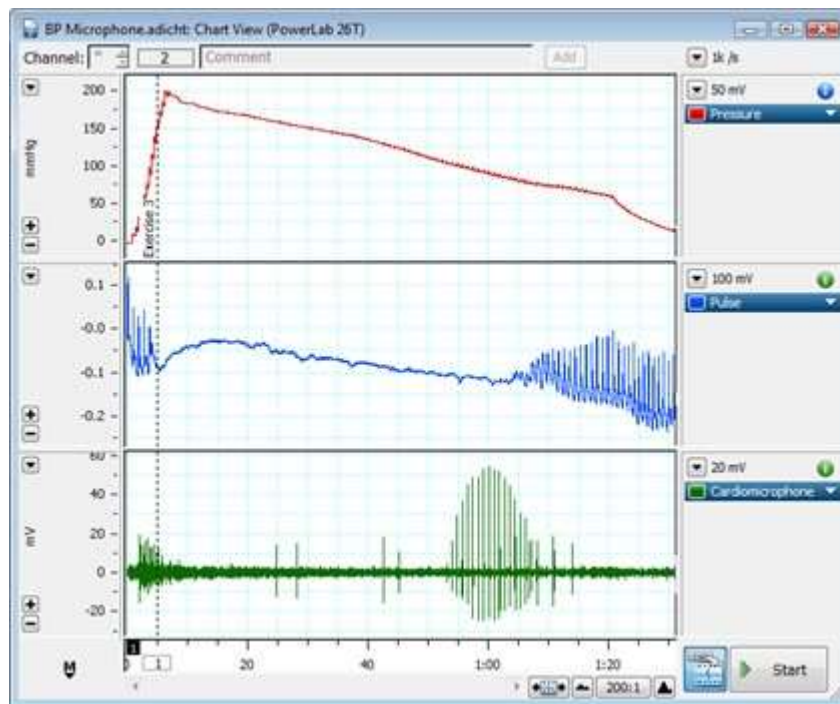 BP Microphone.adicht: Chart View (PowerLab 26T)
Channel: 2 Comment Add 1k /s
200
150
100
50
0
mmHg
Exercise 3
50 mV
Pressure
0.1
-0.0
-0.1
-0.2
100 mV
Pulse
60
40
20
0
-20
mV
20 mV
Cardiomicrophone
1
0 1 20 40 1:00 1:20
M
200:1
Start